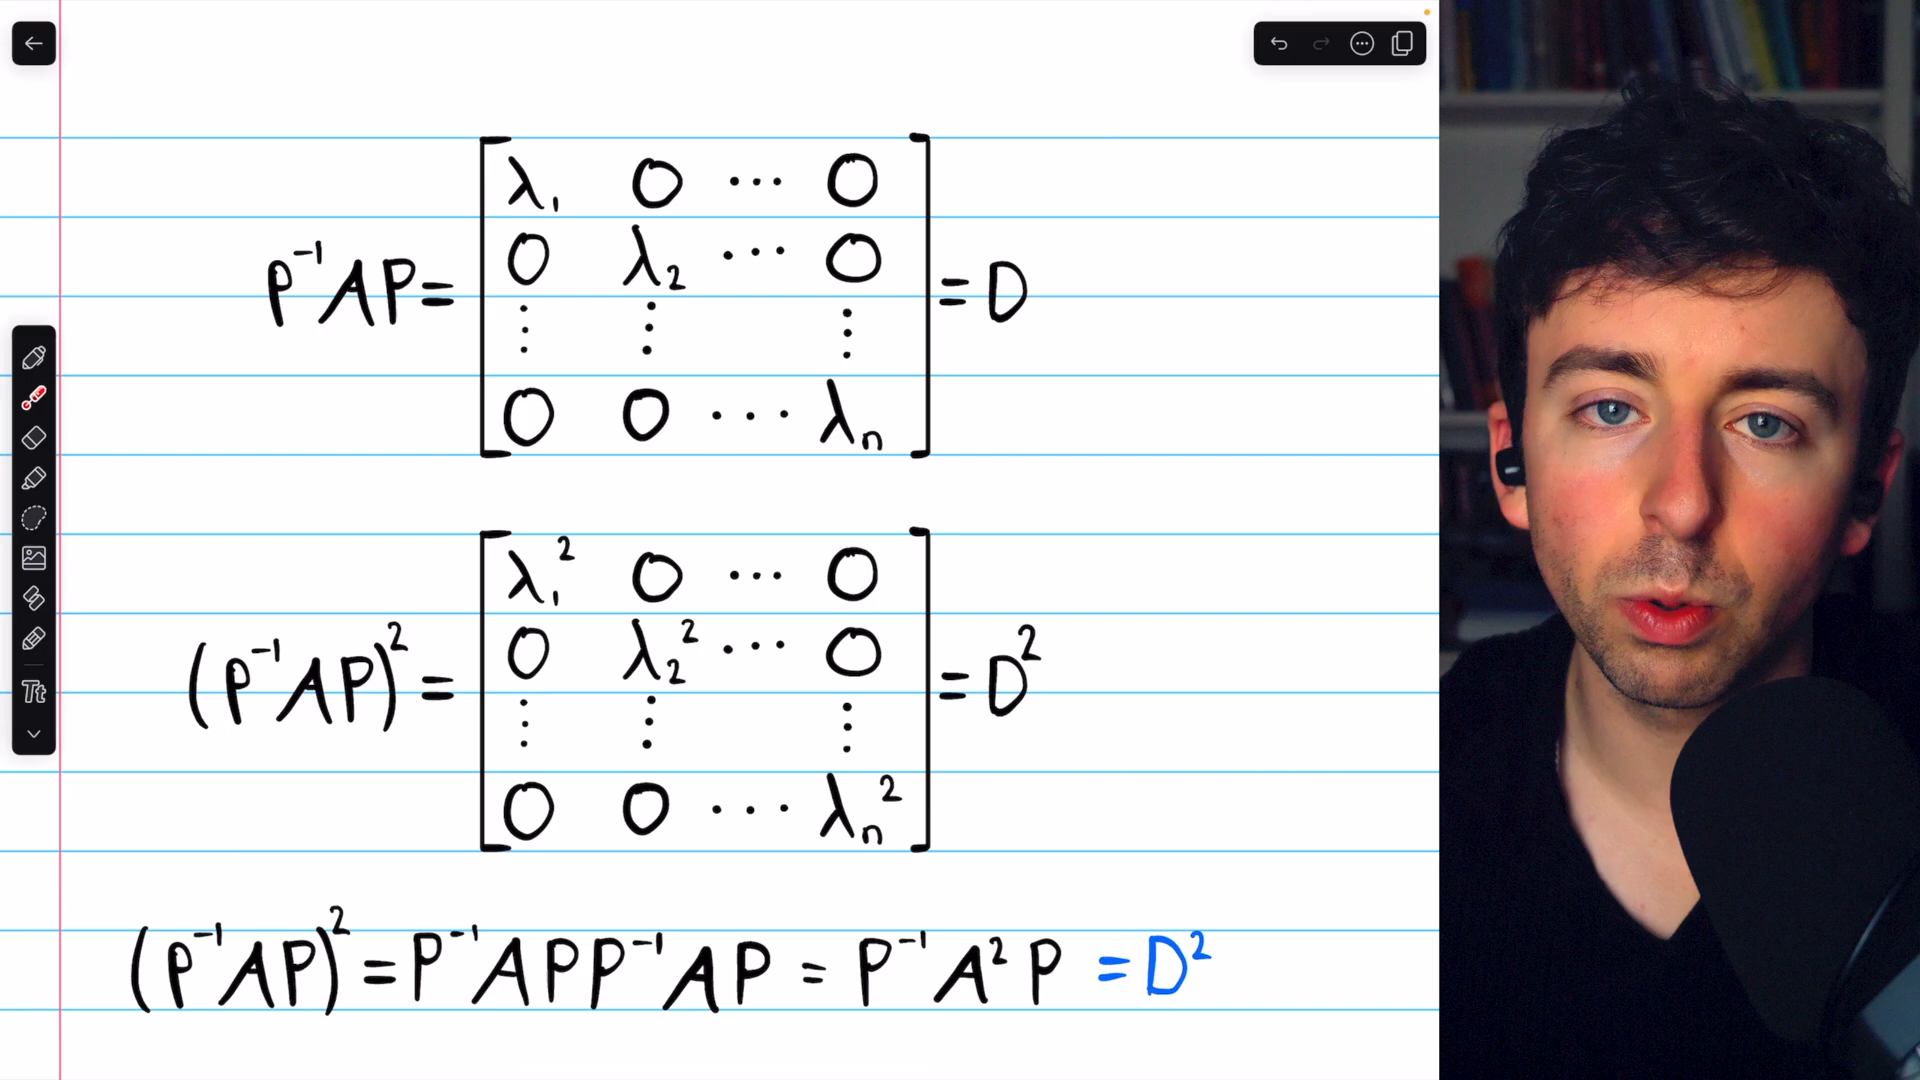 λ₁ 0 ⋯ 0
0 λ₂ ⋯ 0
P⁻¹AP= ⋮ ⋮ ⋮ = D
0 0 ⋯ λₙ
λ₁² 0 ⋯ 0
0 λ₂² ⋯ 0
(P⁻¹AP)² = ⋮ ⋮ ⋮ = D²
0 0 ⋯ λₙ²
(P⁻¹AP)² = P⁻¹APP⁻¹AP = P⁻¹A²P = D²
Tt